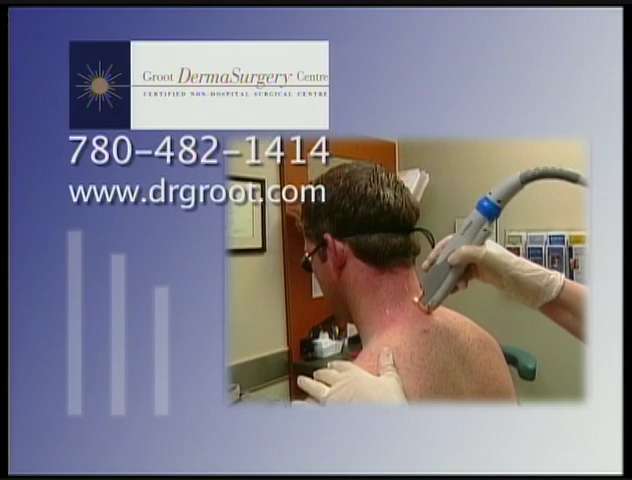 Groot DermaSurgery Centre
CERTIFIED NON-HOSPITAL SURGICAL CENTRE
780-482-1414
www.drgroot.com